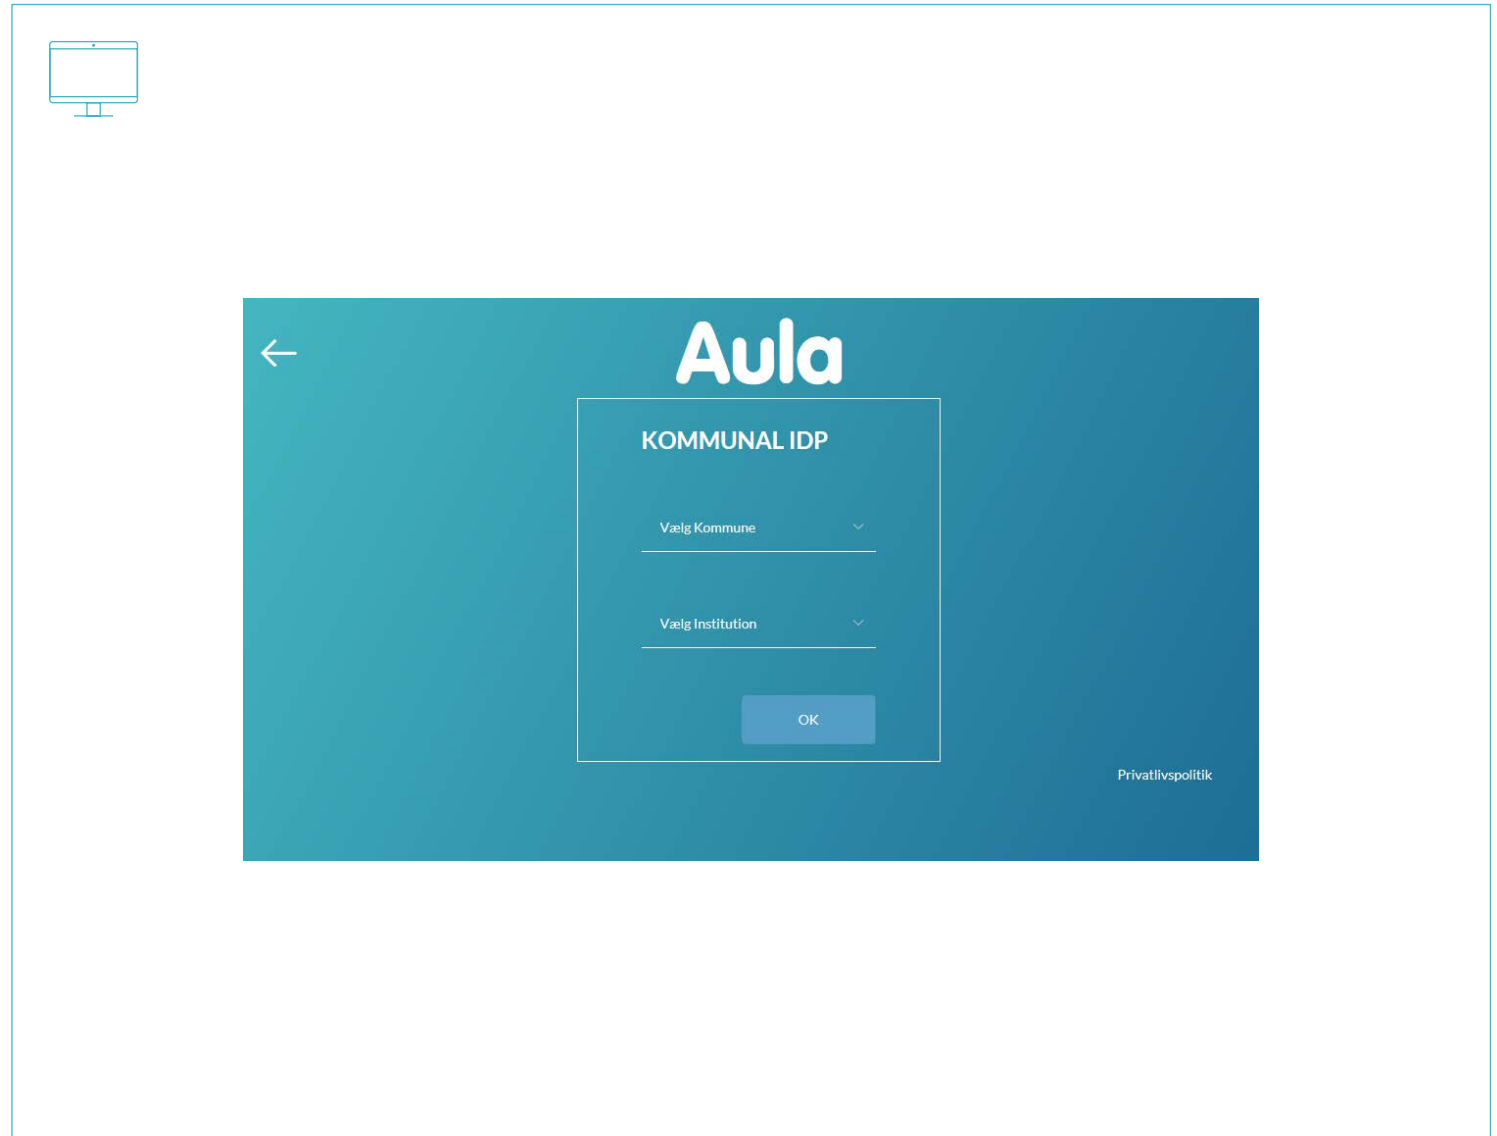 Aula
KOMMUNAL IDP
Vælg Kommune
Vælg Institution
OK
Privatlivspolitik